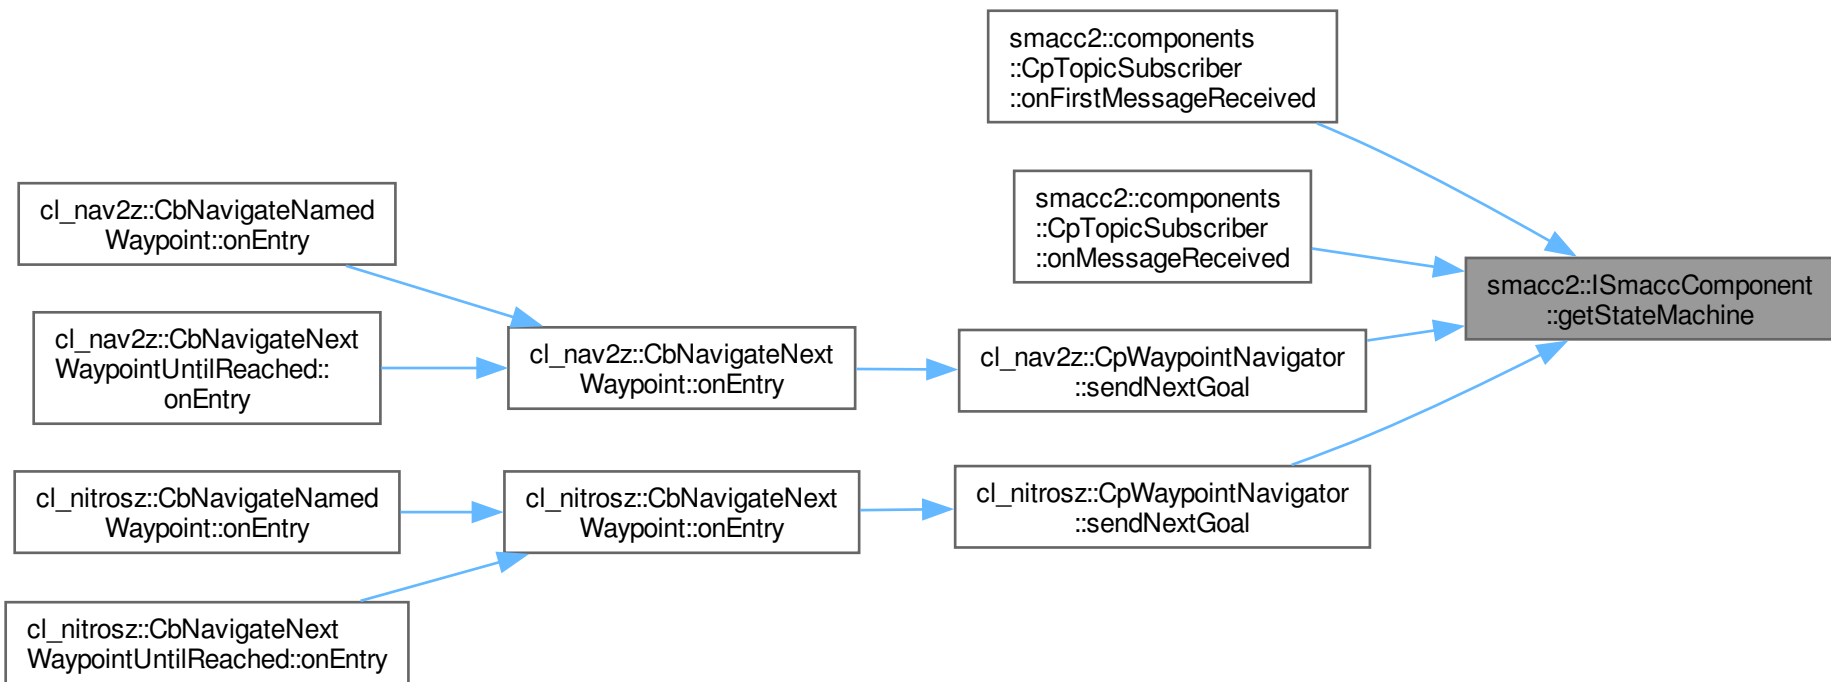 smacc2::components
::CpTopicSubscriber
::onFirstMessageReceived
smacc2::components
::CpTopicSubscriber
::onMessageReceived
cl_nav2z::CbNavigateNamed
Waypoint::onEntry
smacc2::ISmaccComponent
::getStateMachine
cl_nav2z::CbNavigateNext
WaypointUntilReached::
onEntry
cl_nav2z::CbNavigateNext
Waypoint::onEntry
cl_nav2z::CpWaypointNavigator
::sendNextGoal
cl_nitrosz::CbNavigateNamed
Waypoint::onEntry
cl_nitrosz::CbNavigateNext
Waypoint::onEntry
cl_nitrosz::CpWaypointNavigator
::sendNextGoal
cl_nitrosz::CbNavigateNext
WaypointUntilReached::onEntry